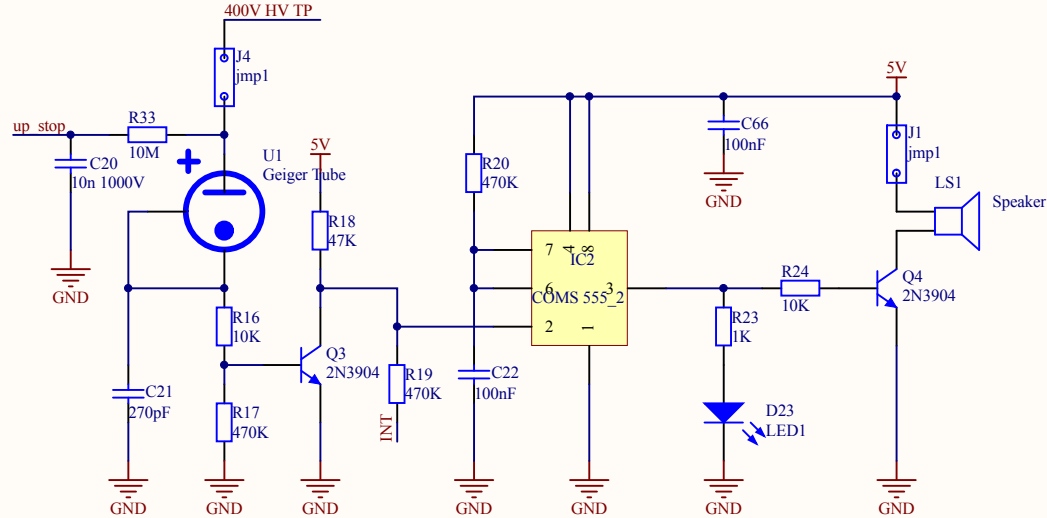 400V HV TP
J4
jmp1
up_stop
R33
10M
C20
10n 1000V
U1
Geiger Tube
GND
5V
R18
47K
R16
10K
Q3
2N3904
C21
270pF
R17
470K
R19
470K
INT
GND
GND
GND
R20
470K
C22
100nF
GND
7
6
2
4
8
3
1
IC2
COMS 555_2
GND
C66
100nF
GND
5V
J1
jmp1
LS1
Speaker
R24
10K
Q4
2N3904
R23
1K
D23
LED1
GND
GND